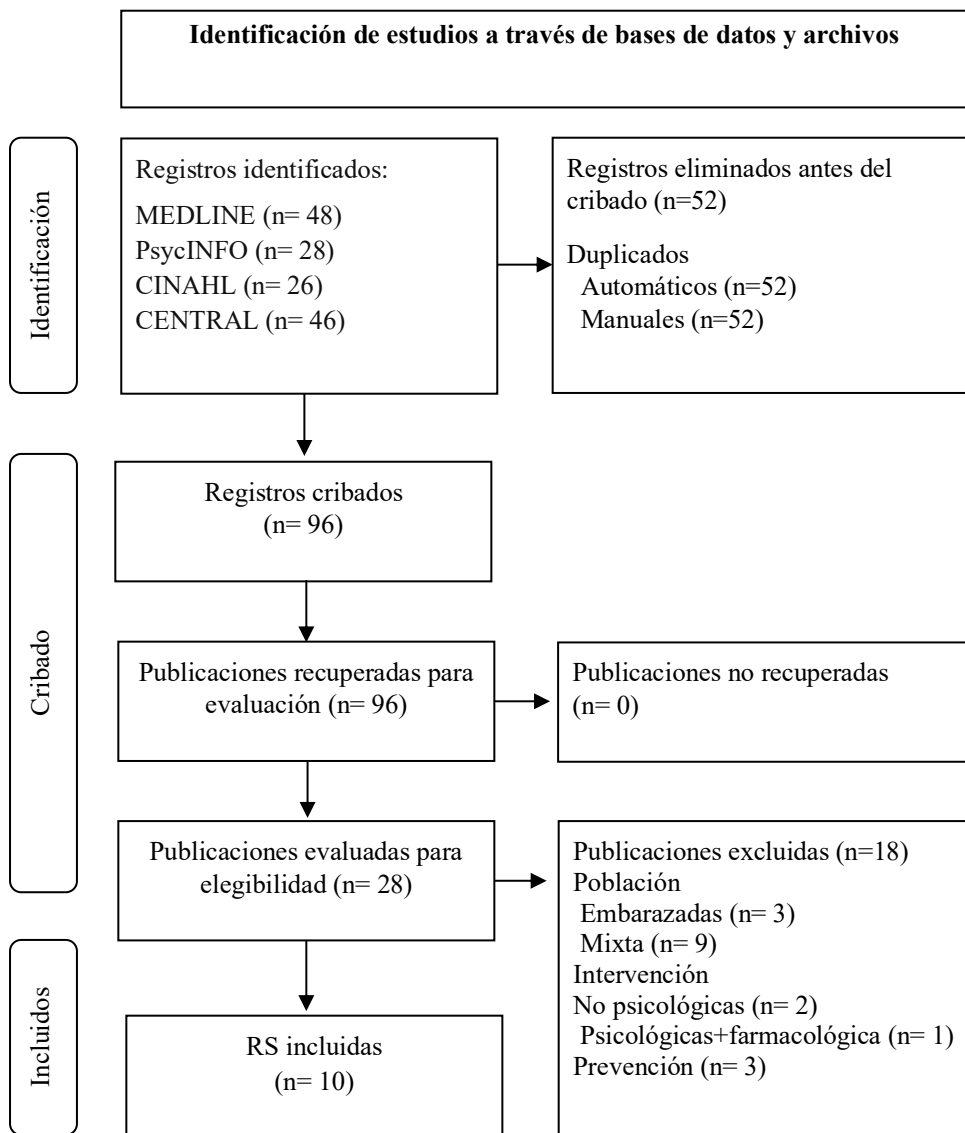 Identificación de estudios a través de bases de datos y archivos
Identificación
Registros identificados:
MEDLINE (n= 48)
PsycINFO (n= 28)
CINAHL (n= 26)
CENTRAL (n= 46)
Registros eliminados antes del
cribado (n=52)
Duplicados
Automáticos (n=52)
Manuales (n=52)
Cribado
Registros cribados
(n= 96)
Publicaciones recuperadas para
evaluación (n= 96)
Publicaciones no recuperadas
(n= 0)
Publicaciones evaluadas para
elegibilidad (n= 28)
Publicaciones excluidas (n=18)
Población
Embarazadas (n= 3)
Mixta (n= 9)
Intervención
No psicológicas (n= 2)
Psicológicas+farmacológica (n= 1)
Prevención (n= 3)
Incluidos
RS incluidas
(n= 10)